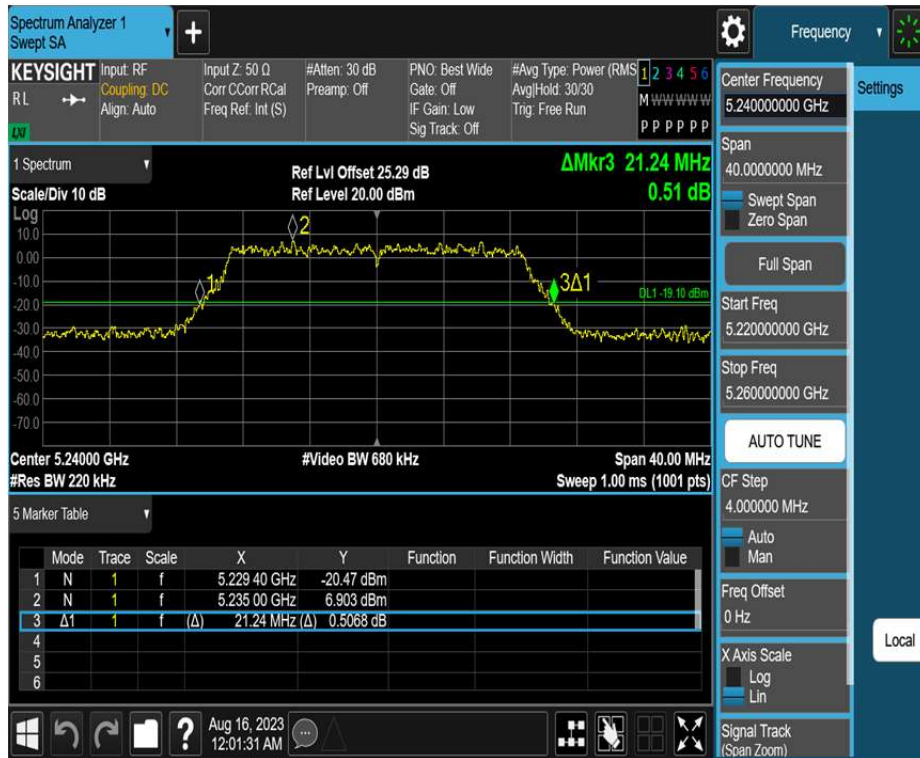 Spectrum Analyzer 1
Swept SA
+
Frequency
KEYSIGHT
RL
LXI
Input: RF
Coupling: DC
Align: Auto
Input Z: 50 Ω
Corr CCorr RCal
Freq Ref: Int (S)
#Atten: 30 dB
Preamp: Off
PNO: Best Wide
Gate: Off
IF Gain: Low
Sig Track: Off
#Avg Type: Power (RMS
Avg|Hold: 30/30
Trig: Free Run
1 2 3 4 5 6
M W W W W W
P P P P P P
Settings
Center Frequency
5.240000000 GHz
Span
40.0000000 MHz
Swept Span
Zero Span
Full Span
Start Freq
5.220000000 GHz
Stop Freq
5.260000000 GHz
AUTO TUNE
CF Step
4.000000 MHz
Auto
Man
Freq Offset
0 Hz
X Axis Scale
Log
Lin
Signal Track
(Span Zoom)
Local
1 Spectrum
Scale/Div 10 dB
Ref Lvl Offset 25.29 dB
Ref Level 20.00 dBm
ΔMkr3 21.24 MHz
0.51 dB
Log
10.0
0.00
-10.0
-20.0
-30.0
-40.0
-50.0
-60.0
-70.0
2
1
3Δ1
DL1 -19.10 dBm
Center 5.24000 GHz
#Video BW 680 kHz
Span 40.00 MHz
#Res BW 220 kHz
Sweep 1.00 ms (1001 pts)
5 Marker Table
Mode Trace Scale X Y Function Function Width Function Value
1 N 1 f 5.229 40 GHz -20.47 dBm
2 N 1 f 5.235 00 GHz 6.903 dBm
3 Δ1 1 f (Δ) 21.24 MHz (Δ) 0.5068 dB
4
5
6
?
Aug 16, 2023
12:01:31 AM